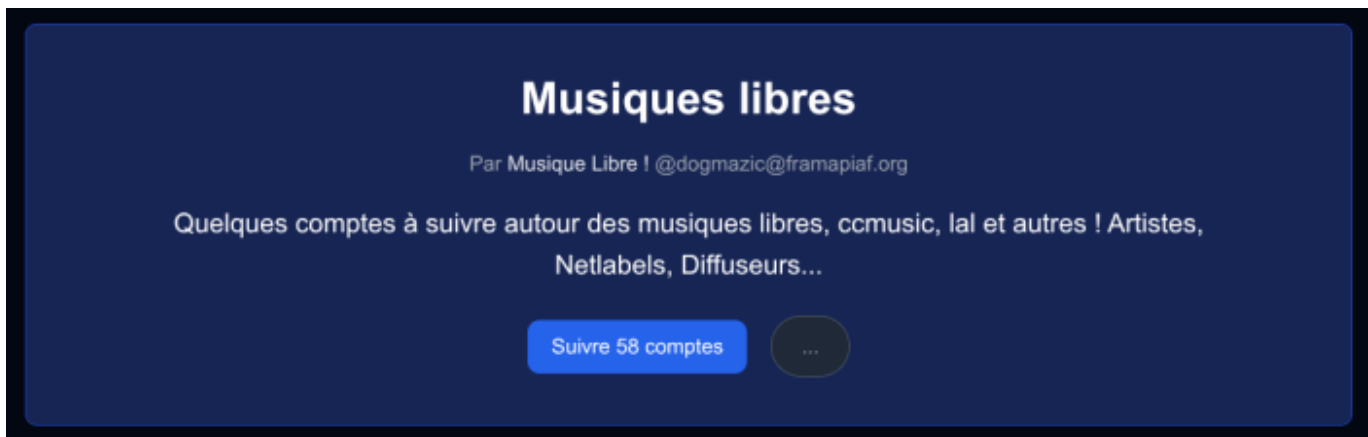 Musiques libres
Par Musique Libre ! @dogmazic@framapiaf.org
Quelques comptes à suivre autour des musiques libres, ccmusic, lal et autres ! Artistes,
Netlabels, Diffuseurs...
Suivre 58 comptes
...